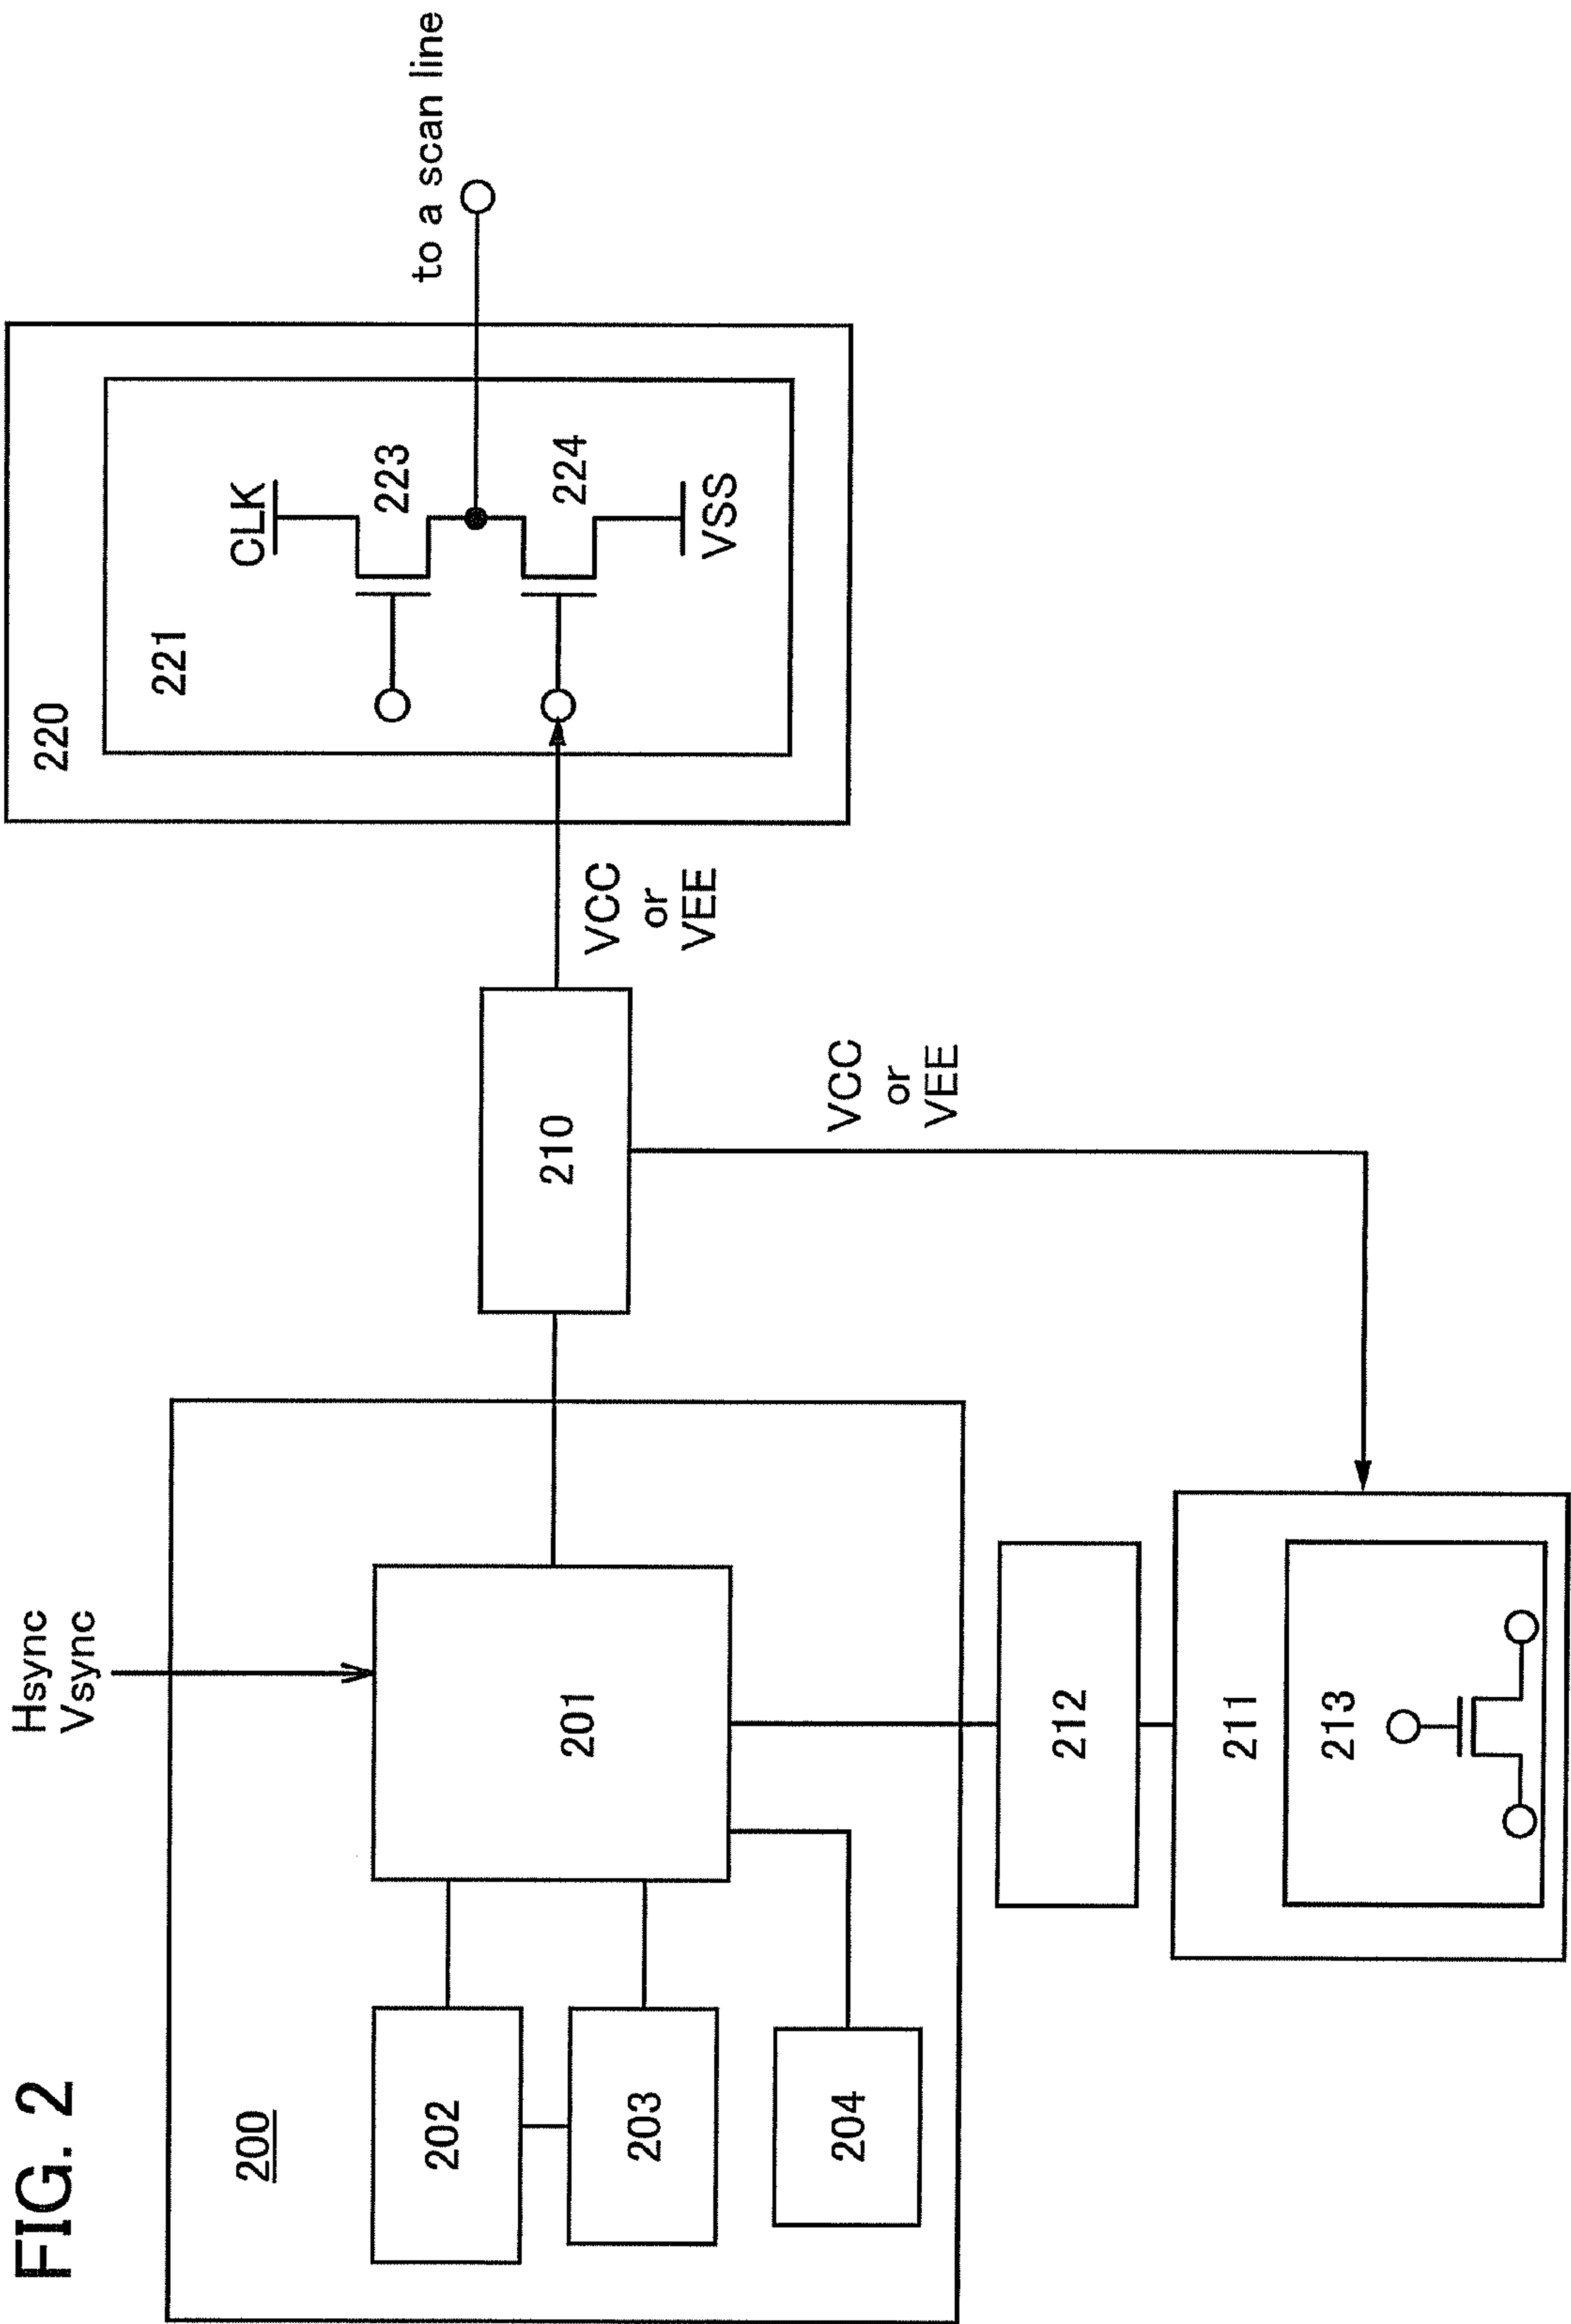 FIG. 2
Hsync
Vsync
200
201
202
203
204
210
VCC
or
VEE
VCC
or
VEE
212
211
213
220
221
CLK
223
224
VSS
to a scan line